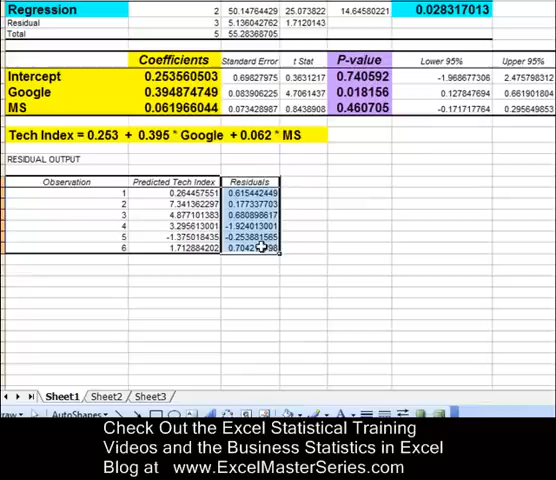 Regression 2 50.14764429 25.073822 14.64580221 0.028317013
Residual 3 5.136042762 1.7120143
Total 5 55.28368705
Coefficients Standard Error t Stat P-value Lower 95% Upper 95%
Intercept 0.253560503 0.69827975 0.3631217 0.740592 -1.968677306 2.475798312
Google 0.394874749 0.083906225 4.7061437 0.018156 0.127847694 0.661901804
MS 0.061966044 0.073428987 0.8438908 0.460705 -0.171717764 0.295649853
Tech Index = 0.253 + 0.395 * Google + 0.062 * MS
RESIDUAL OUTPUT
Observation Predicted Tech Index Residuals
1 0.264457551 0.615442449
2 7.341362297 0.177337703
3 4.877101383 0.680898617
4 3.295613001 -1.924013001
5 -1.375018435 -0.253881565
6 1.712884202
Sheet1 Sheet2 Sheet3
AutoShapes
Check Out the Excel Statistical Training
Videos and the Business Statistics in Excel
Blog at www.ExcelMasterSeries.com